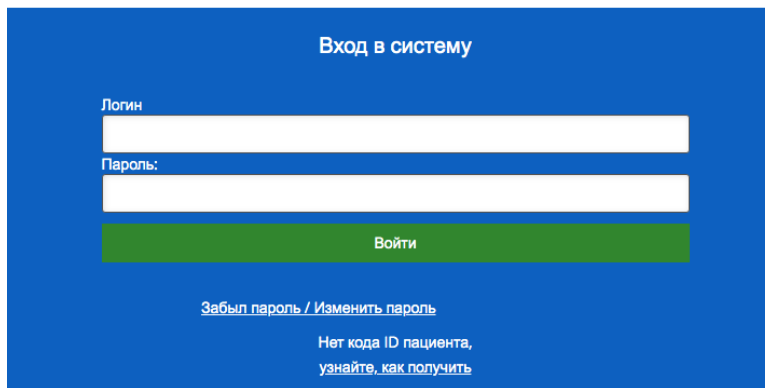 Вход в систему
Логин
Пароль:
Войти
Забыл пароль / Изменить пароль
Нет кода ID пациента,
узнайте, как получить